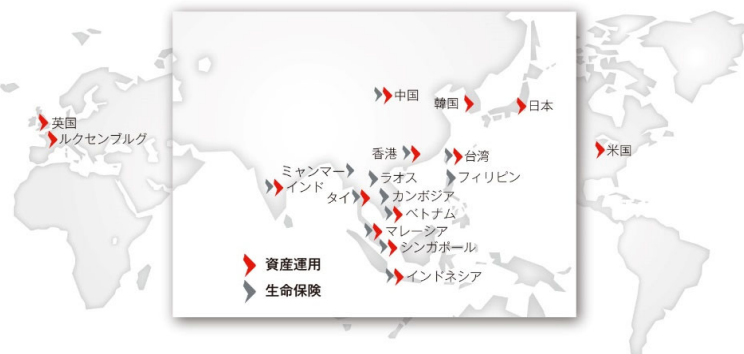 中国
韓国
日本
英国
ルクセンブルグ
米国
香港
台湾
ミャンマー
ラオス
フィリピン
インド
タイ
カンボジア
ベトナム
マレーシア
シンガポール
資産運用
インドネシア
生命保険